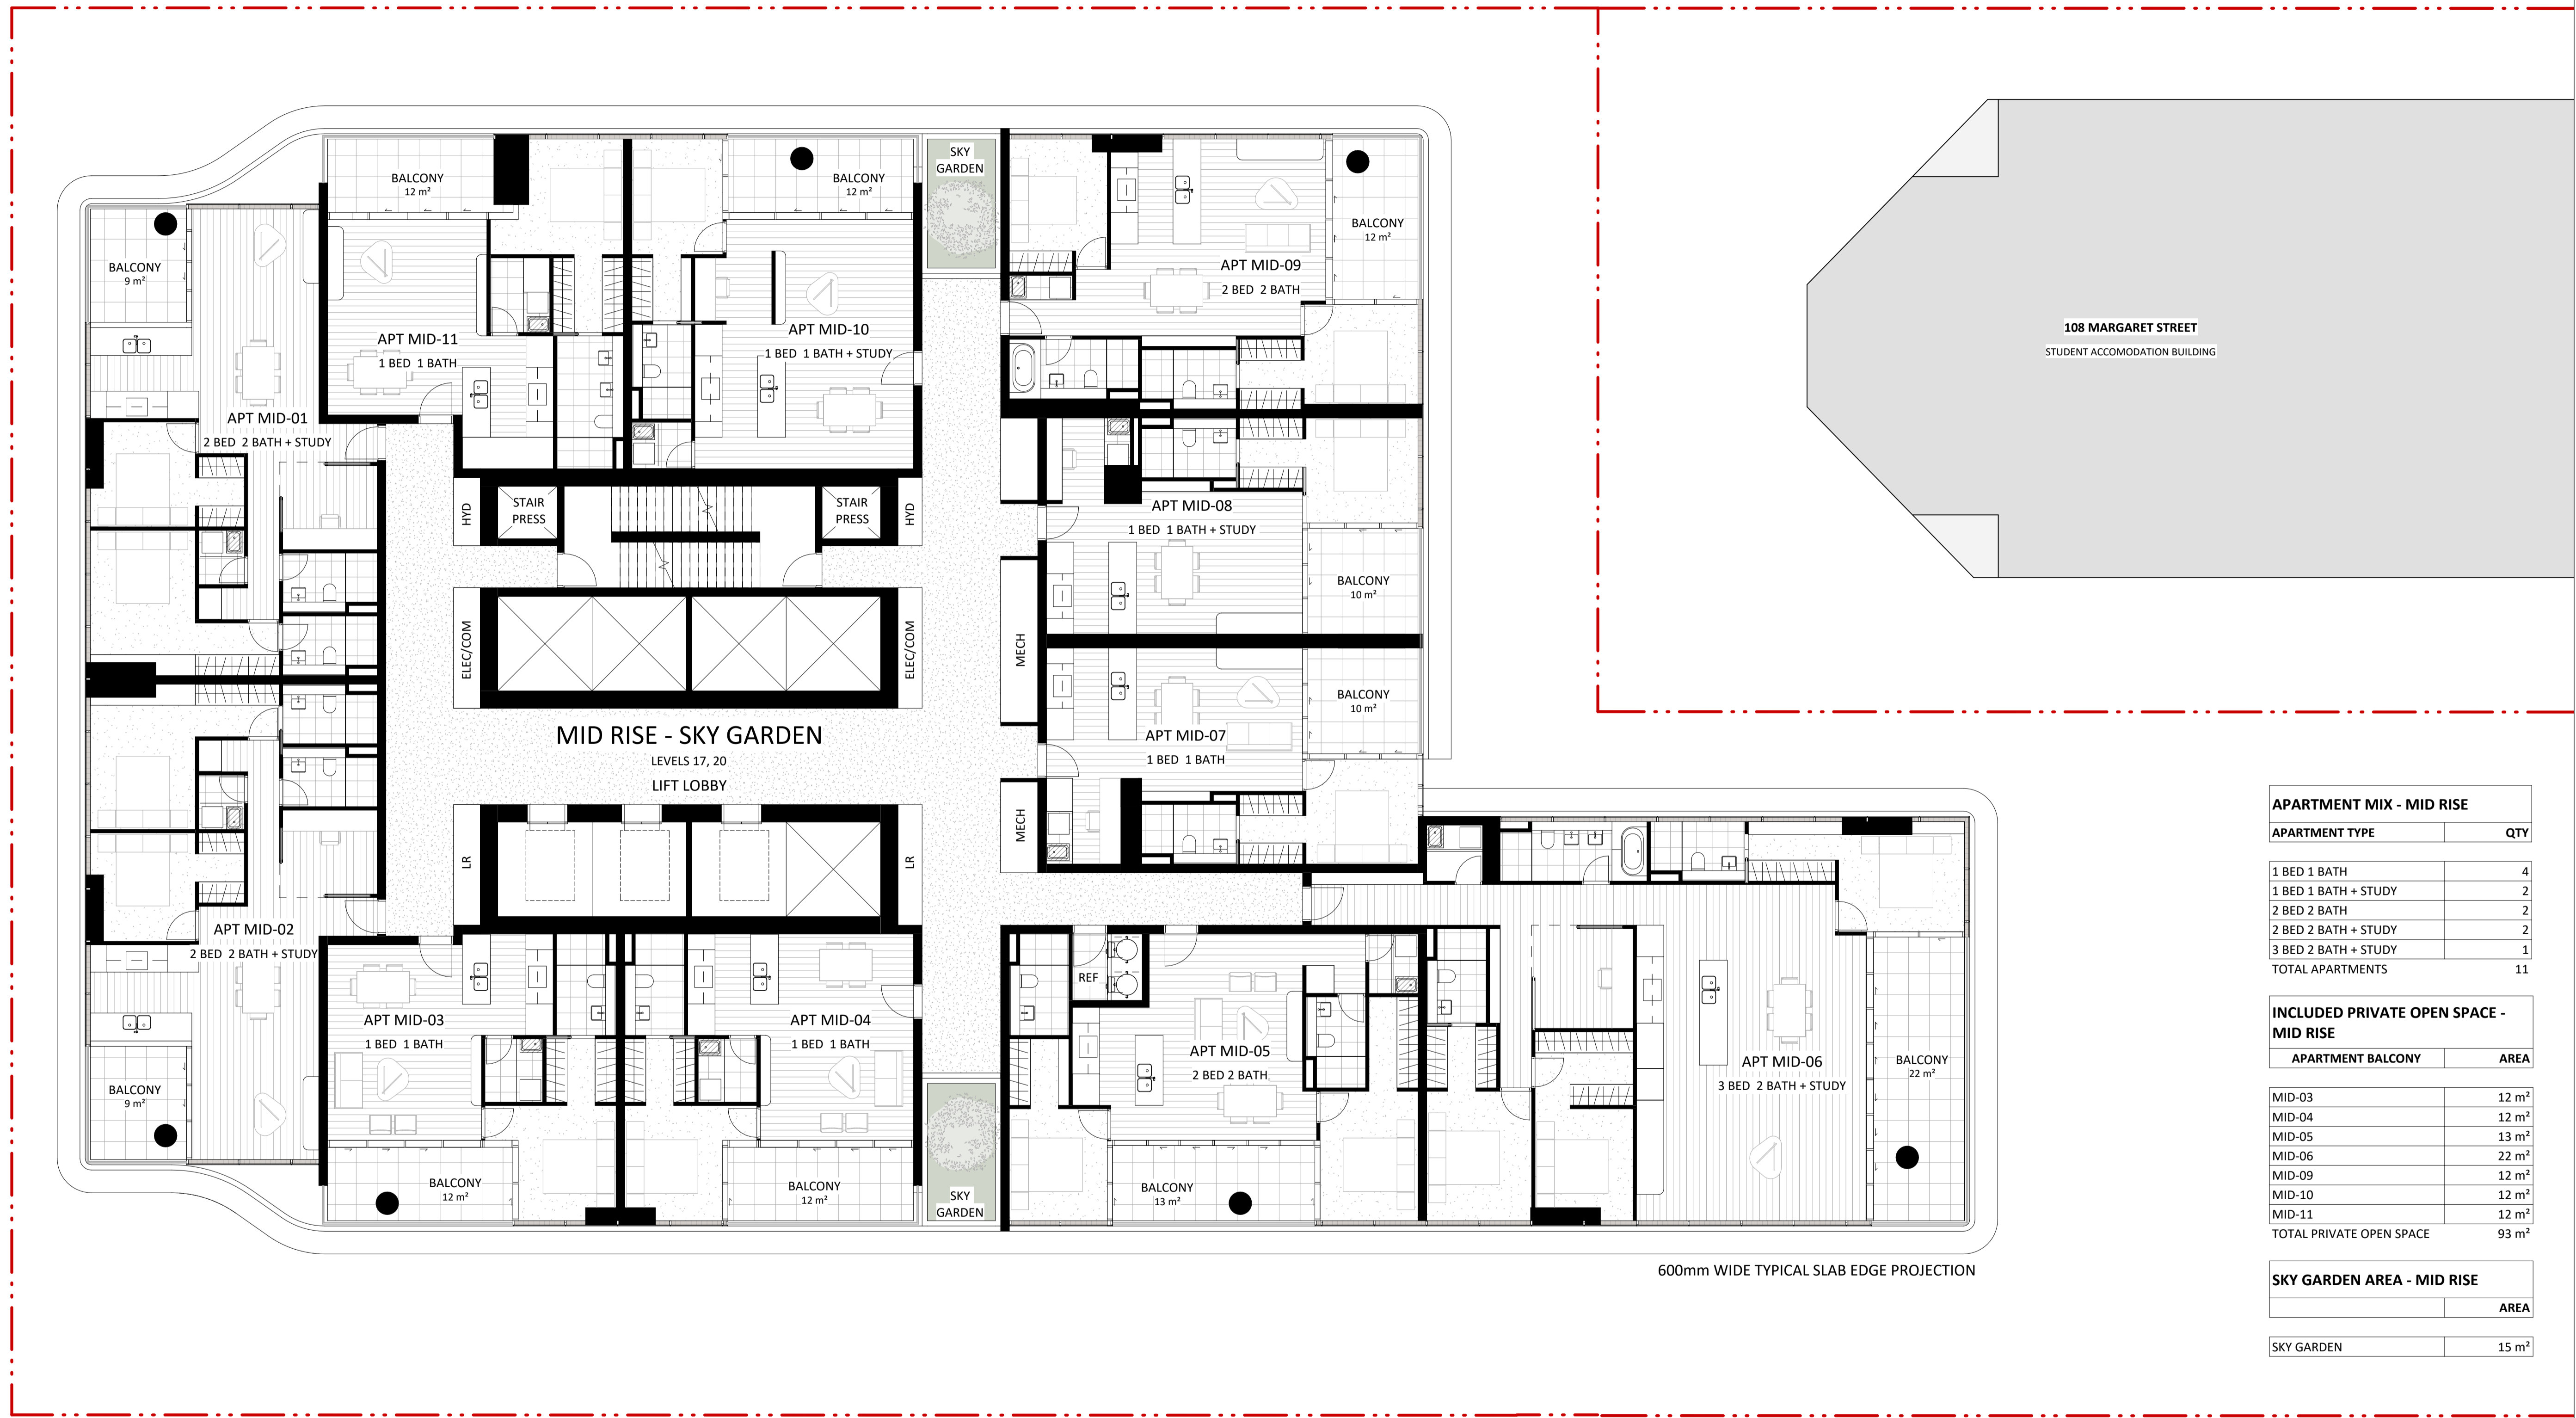 SKY
GARDEN
BALCONY
12 m²
BALCONY
12 m²
BALCONY
12 m²
BALCONY
9 m²
APT MID-09
2 BED 2 BATH
APT MID-11
1 BED 1 BATH
APT MID-10
1 BED 1 BATH + STUDY
108 MARGARET STREET
STUDENT ACCOMODATION BUILDING
APT MID-01
2 BED 2 BATH + STUDY
HYD
STAIR
PRESS
STAIR
PRESS
HYD
APT MID-08
1 BED 1 BATH + STUDY
BALCONY
10 m²
ELEC/COM
ELEC/COM
MECH
BALCONY
10 m²
MID RISE - SKY GARDEN
LEVELS 17, 20
LIFT LOBBY
APT MID-07
1 BED 1 BATH
LR
LR
MECH
APT MID-02
2 BED 2 BATH + STUDY
REF
APT MID-03
1 BED 1 BATH
APT MID-04
1 BED 1 BATH
APT MID-05
2 BED 2 BATH
APT MID-06
3 BED 2 BATH + STUDY
BALCONY
22 m²
BALCONY
9 m²
BALCONY
12 m²
BALCONY
12 m²
SKY
GARDEN
BALCONY
13 m²
600mm WIDE TYPICAL SLAB EDGE PROJECTION
APARTMENT MIX - MID RISE
APARTMENT TYPE QTY
1 BED 1 BATH 4
1 BED 1 BATH + STUDY 2
2 BED 2 BATH 2
2 BED 2 BATH + STUDY 2
3 BED 2 BATH + STUDY 1
TOTAL APARTMENTS 11
INCLUDED PRIVATE OPEN SPACE -
MID RISE
APARTMENT BALCONY AREA
MID-03 12 m²
MID-04 12 m²
MID-05 13 m²
MID-06 22 m²
MID-09 12 m²
MID-10 12 m²
MID-11 12 m²
TOTAL PRIVATE OPEN SPACE 93 m²
SKY GARDEN AREA - MID RISE
AREA
SKY GARDEN 15 m²